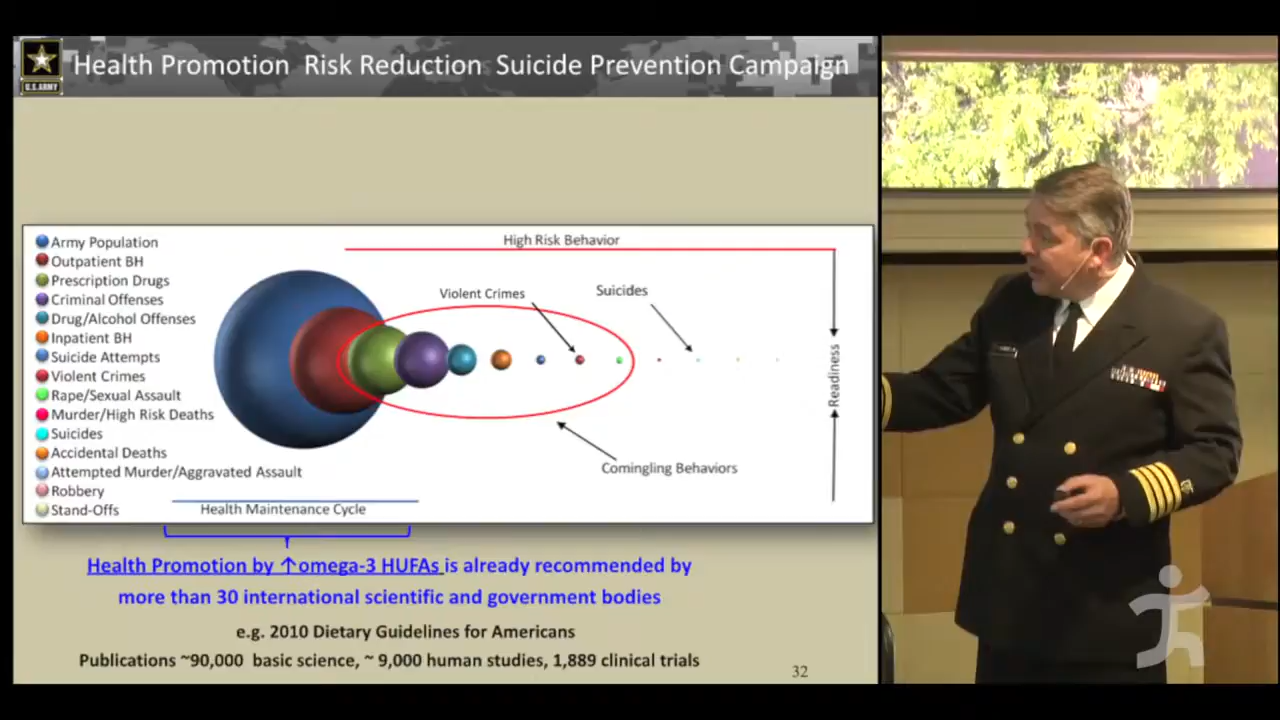 Health Promotion Risk Reduction Suicide Prevention Campaign
U.S. ARMY
Army Population
Outpatient BH
Prescription Drugs
Criminal Offenses
Drug/Alcohol Offenses
Inpatient BH
Suicide Attempts
Violent Crimes
Rape/Sexual Assault
Murder/High Risk Deaths
Suicides
Accidental Deaths
Attempted Murder/Aggravated Assault
Robbery
Stand-Offs
High Risk Behavior
Violent Crimes
Suicides
Readiness
Comingling Behaviors
Health Maintenance Cycle
Health Promotion by ↑omega-3 HUFAs is already recommended by
more than 30 international scientific and government bodies
e.g. 2010 Dietary Guidelines for Americans
Publications ~90,000 basic science, ~ 9,000 human studies, 1,889 clinical trials
32